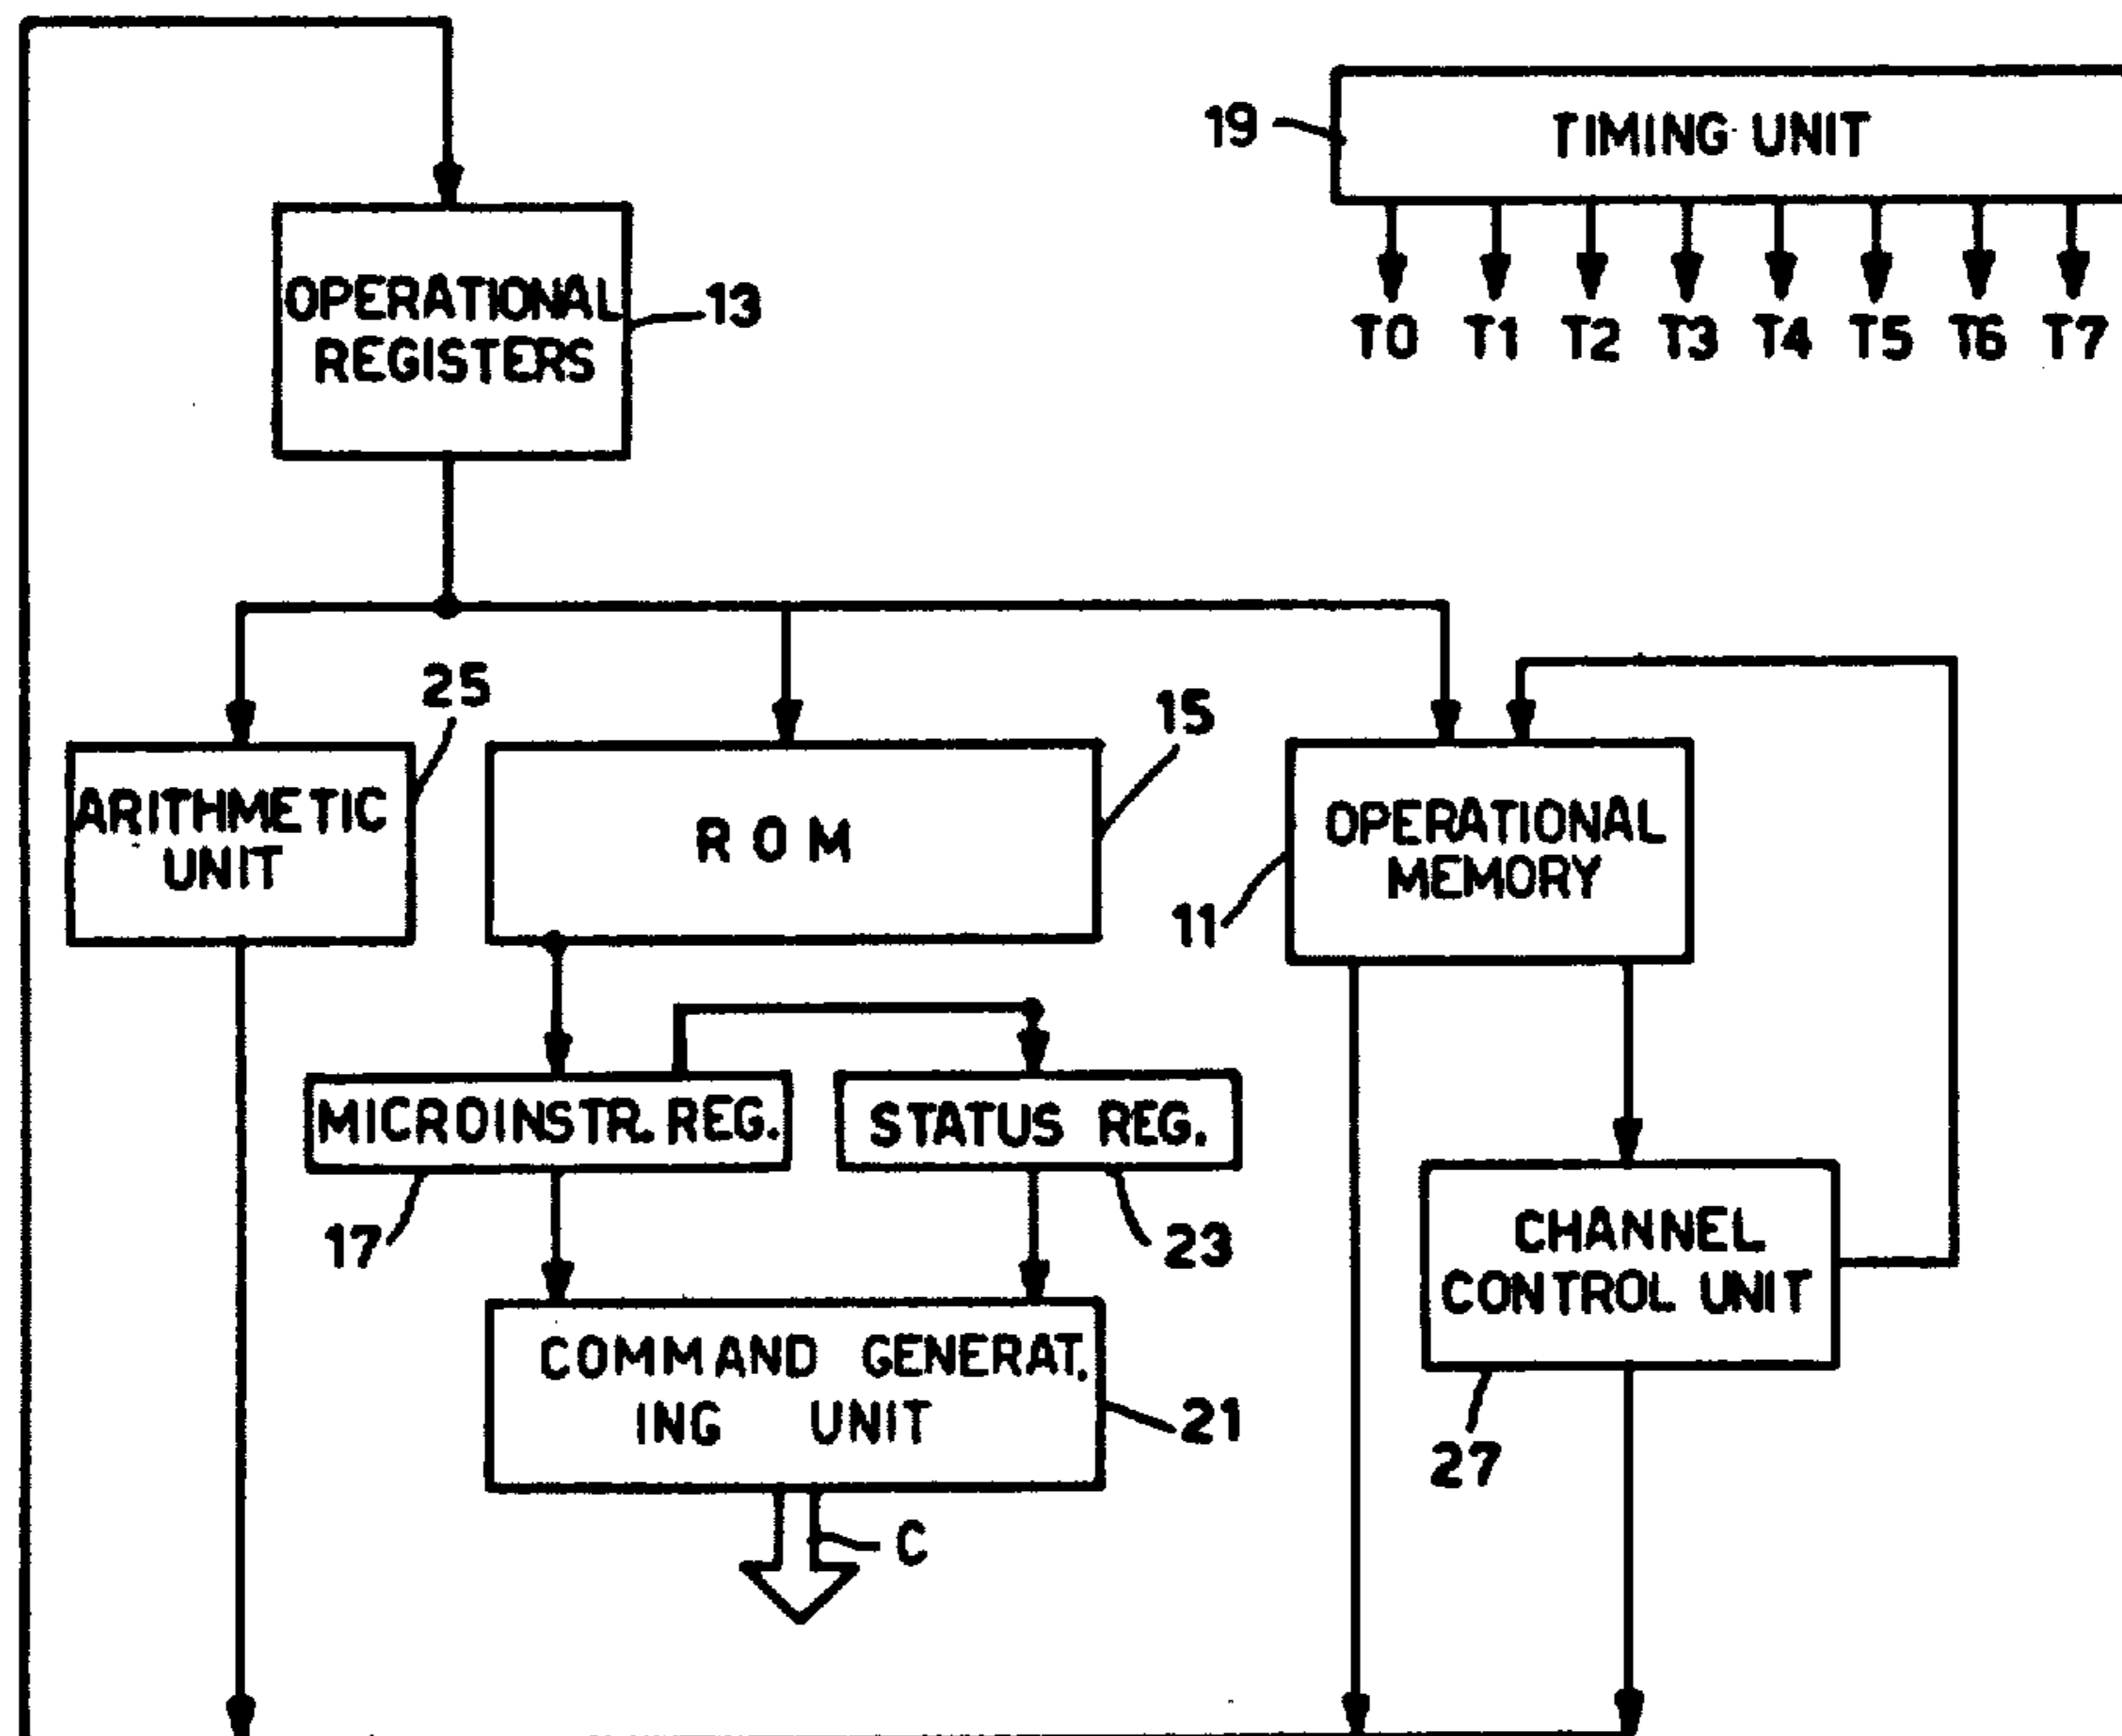 19
TIMING UNIT
OPERATIONAL
REGISTERS
13
T0 T1 T2 T3 T4 T5 T6 T7
25
15
ARITHMETIC
UNIT
ROM
OPERATIONAL
MEMORY
11
MICROINSTR. REG.
STATUS REG.
17
23
CHANNEL
CONTROL UNIT
COMMAND GENERAT.
ING UNIT
21
27
C